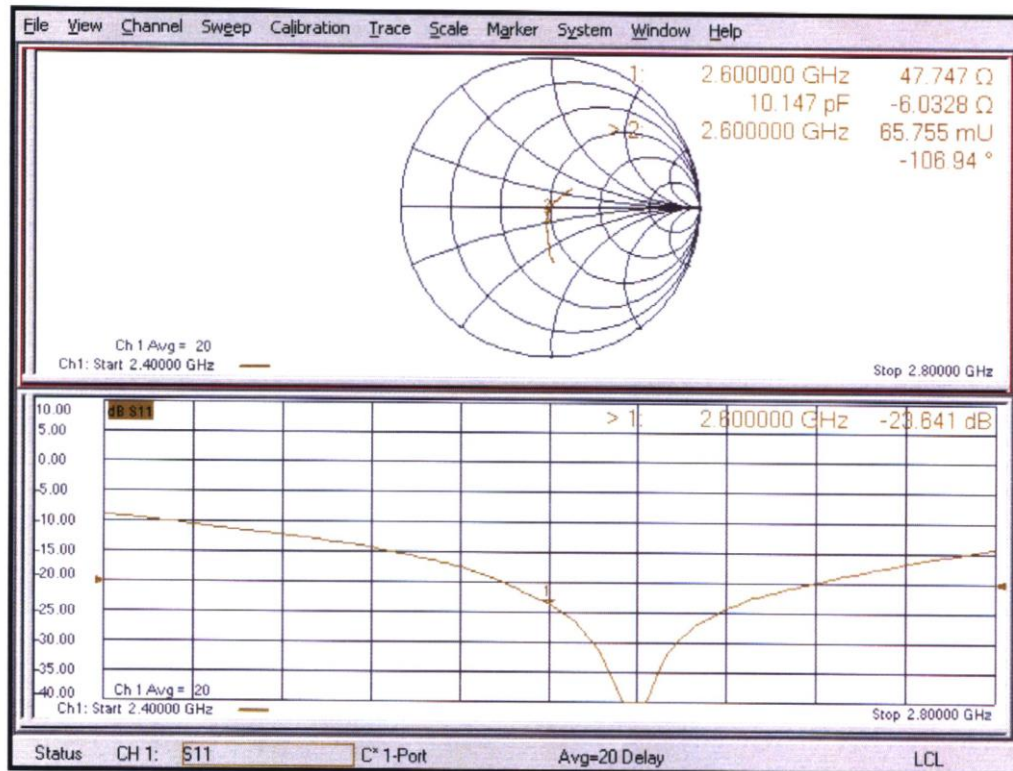 File View Channel Sweep Calibration Trace Scale Marker System Window Help
1: 2.600000 GHz 47.747 Ω
10.147 pF -6.0328 Ω
> 2: 2.600000 GHz 65.755 mU
-106.94 °
Ch 1 Avg = 20
Ch1: Start 2.40000 GHz
Stop 2.80000 GHz
dB S11
> 1: 2.600000 GHz -23.641 dB
10.00
5.00
0.00
-5.00
-10.00
-15.00
-20.00
-25.00
-30.00
-35.00
-40.00
1
Ch 1 Avg = 20
Ch1: Start 2.40000 GHz
Stop 2.80000 GHz
Status CH 1: S11 C* 1-Port Avg=20 Delay LCL